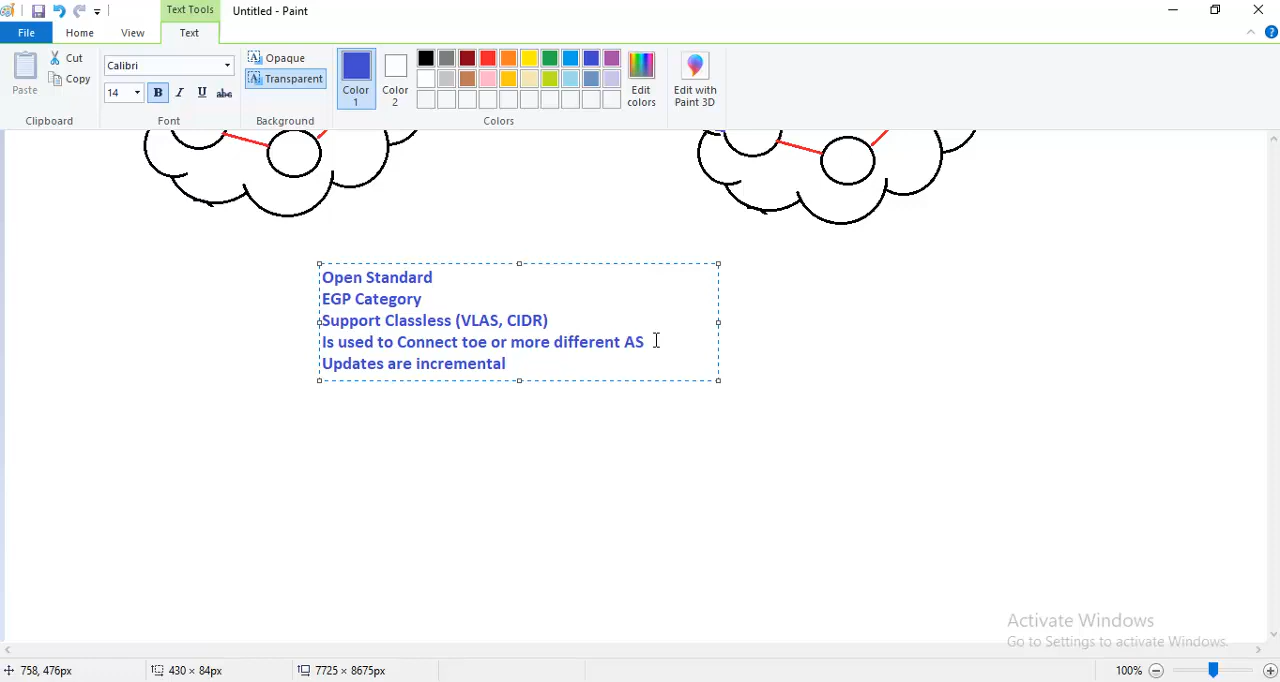 Text Tools
Untitled - Paint
File
Home
View
Text
Paste
Cut
Copy
Clipboard
Calibri
14
B I U abc
Font
Opaque
Transparent
Background
Color 1
Color 2
Edit colors
Colors
Edit with Paint 3D
Open Standard
EGP Category
Support Classless (VLAS, CIDR)
Is used to Connect toe or more different AS
Updates are incremental
Activate Windows
Go to Settings to activate Windows.
758, 476px
430 × 84px
7725 × 8675px
100%